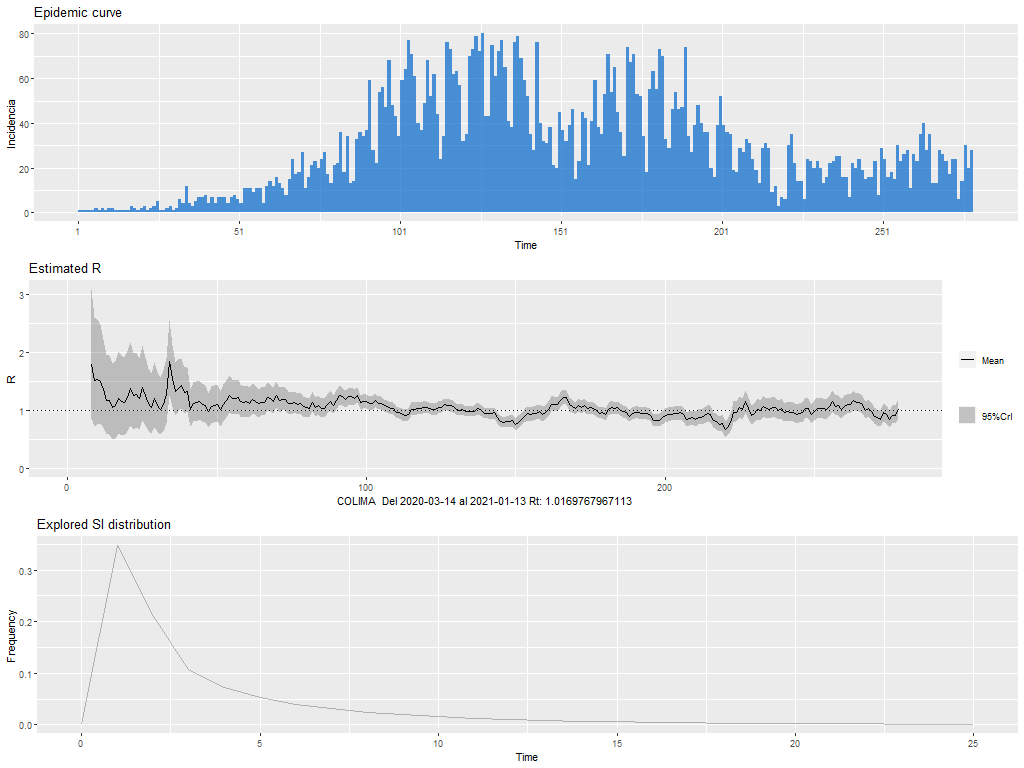 Epidemic curve
Incidencia
80
60
40
20
0
1 51 101 151 201 251
Time
Estimated R
R
3
2
1
0
0 100 200
COLIMA Del 2020-03-14 al 2021-01-13 Rt: 1.0169767967113
Mean
95%CrI
Explored SI distribution
Frequency
0.3
0.2
0.1
0.0
0 5 10 15 20 25
Time